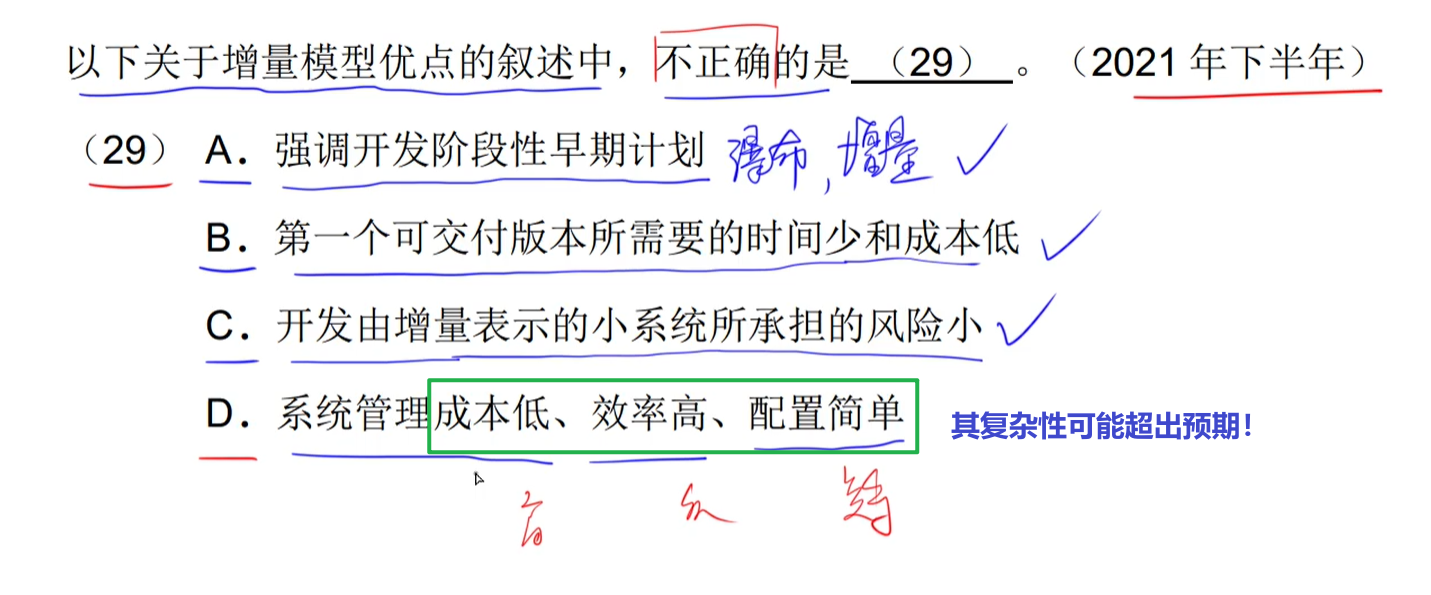 以下关于增量模型优点的叙述中，不正确的是（29）。（2021 年下半年）
（29） A．强调开发阶段性早期计划 瀑布，增量
B．第一个可交付版本所需要的时间少和成本低
C．开发由增量表示的小系统所承担的风险小
D．系统管理成本低、效率高、配置简单 其复杂性可能超出预期！
高